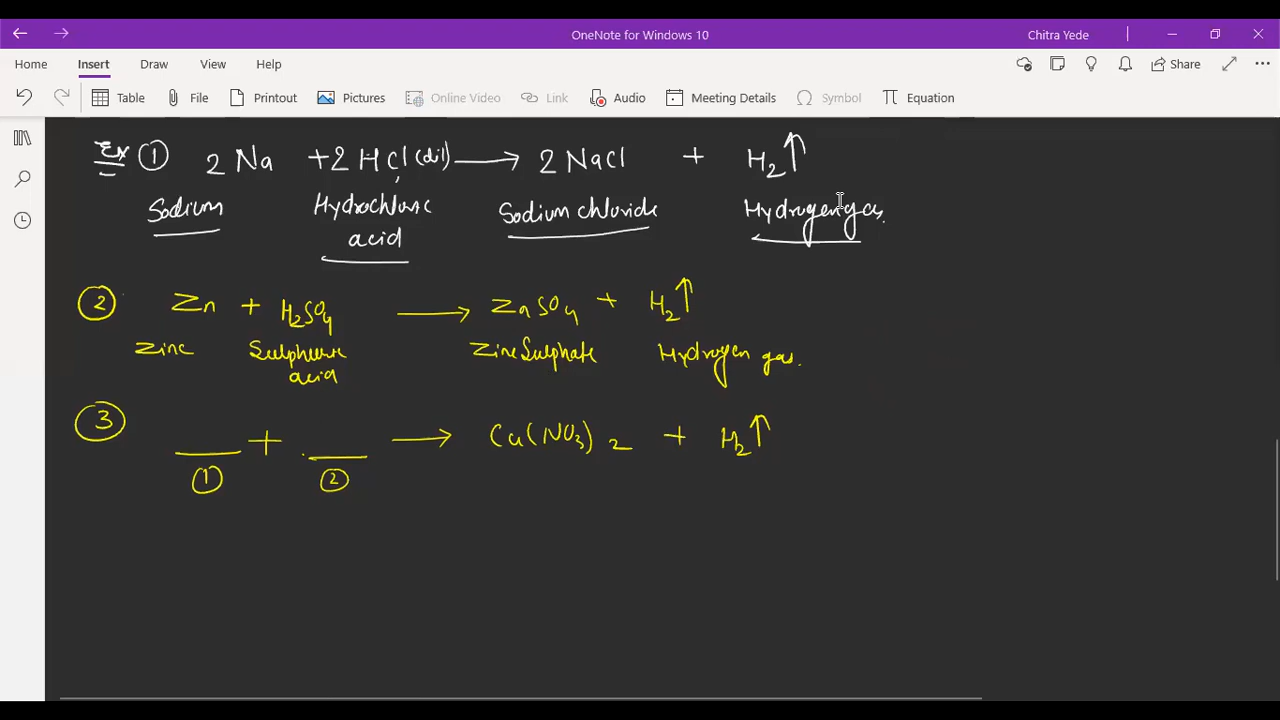 OneNote for Windows 10
Chitra Yede
Home Insert Draw View Help
Share
Table File Printout Pictures Online Video Link Audio Meeting Details Symbol Equation
Ex ① 2 Na + 2 HCl (dil) ⟶ 2 NaCl + H₂↑
Sodium Hydrochloric acid Sodium chloride Hydrogen gas.
② Zn + H₂SO₄ ⟶ ZnSO₄ + H₂↑
Zinc Sulphuric acid Zinc Sulphate Hydrogen gas.
③ __ + __ ⟶ Ca(NO₃)₂ + H₂↑
① ②